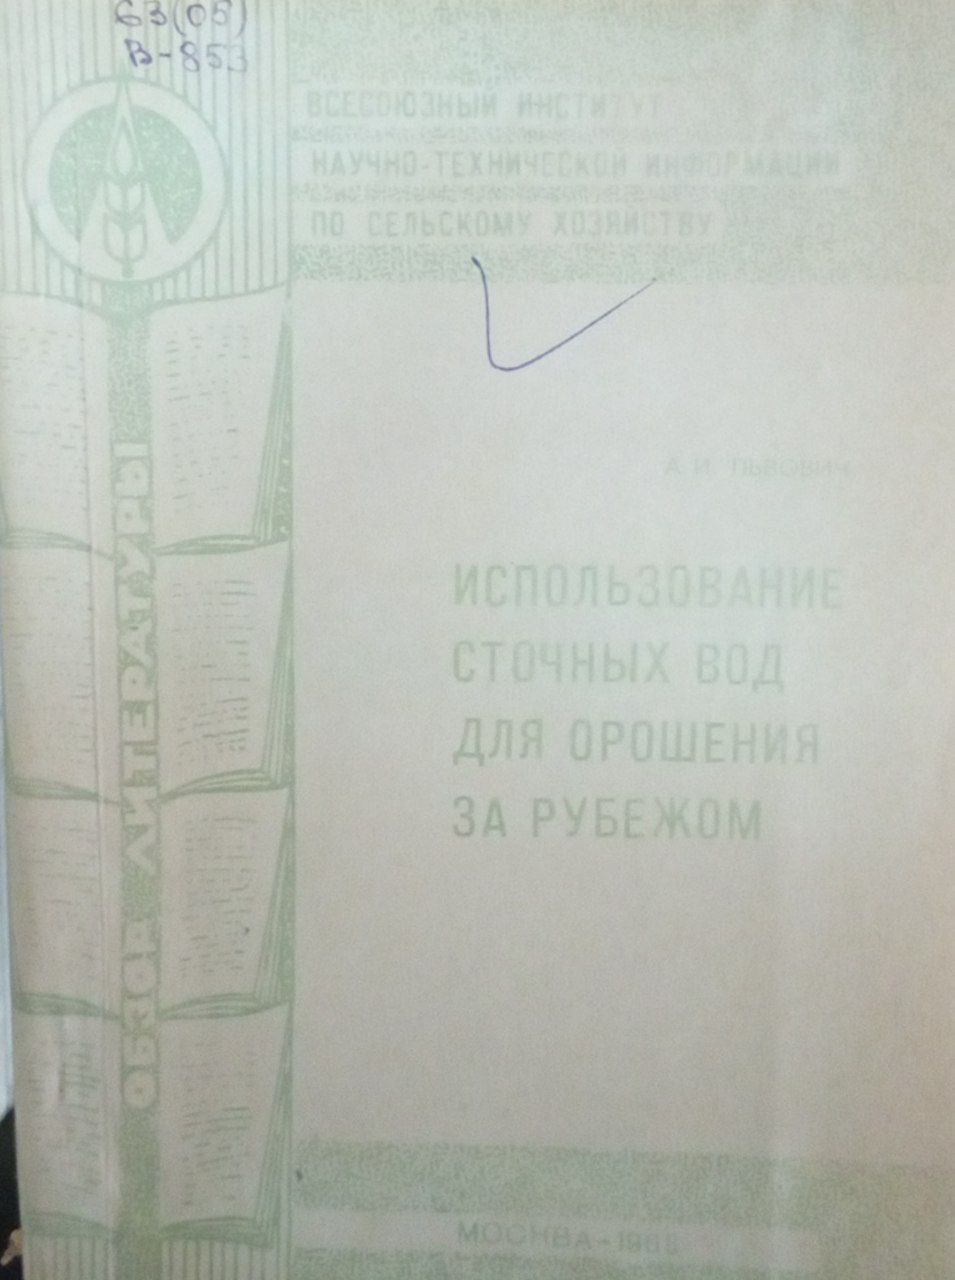 63(05)
В-853
ВСЕСОЮЗНЫЙ ИНСТИТУТ
НАУЧНО-ТЕХНИЧЕСКОЙ ИНФОРМАЦИИ
ПО СЕЛЬСКОМУ ХОЗЯЙСТВУ
А. И. ЛЬВОВИЧ
ИСПОЛЬЗОВАНИЕ
СТОЧНЫХ ВОД
ДЛЯ ОРОШЕНИЯ
ЗА РУБЕЖОМ
ОБЗОР ЛИТЕРАТУРЫ
МОСКВА-1968